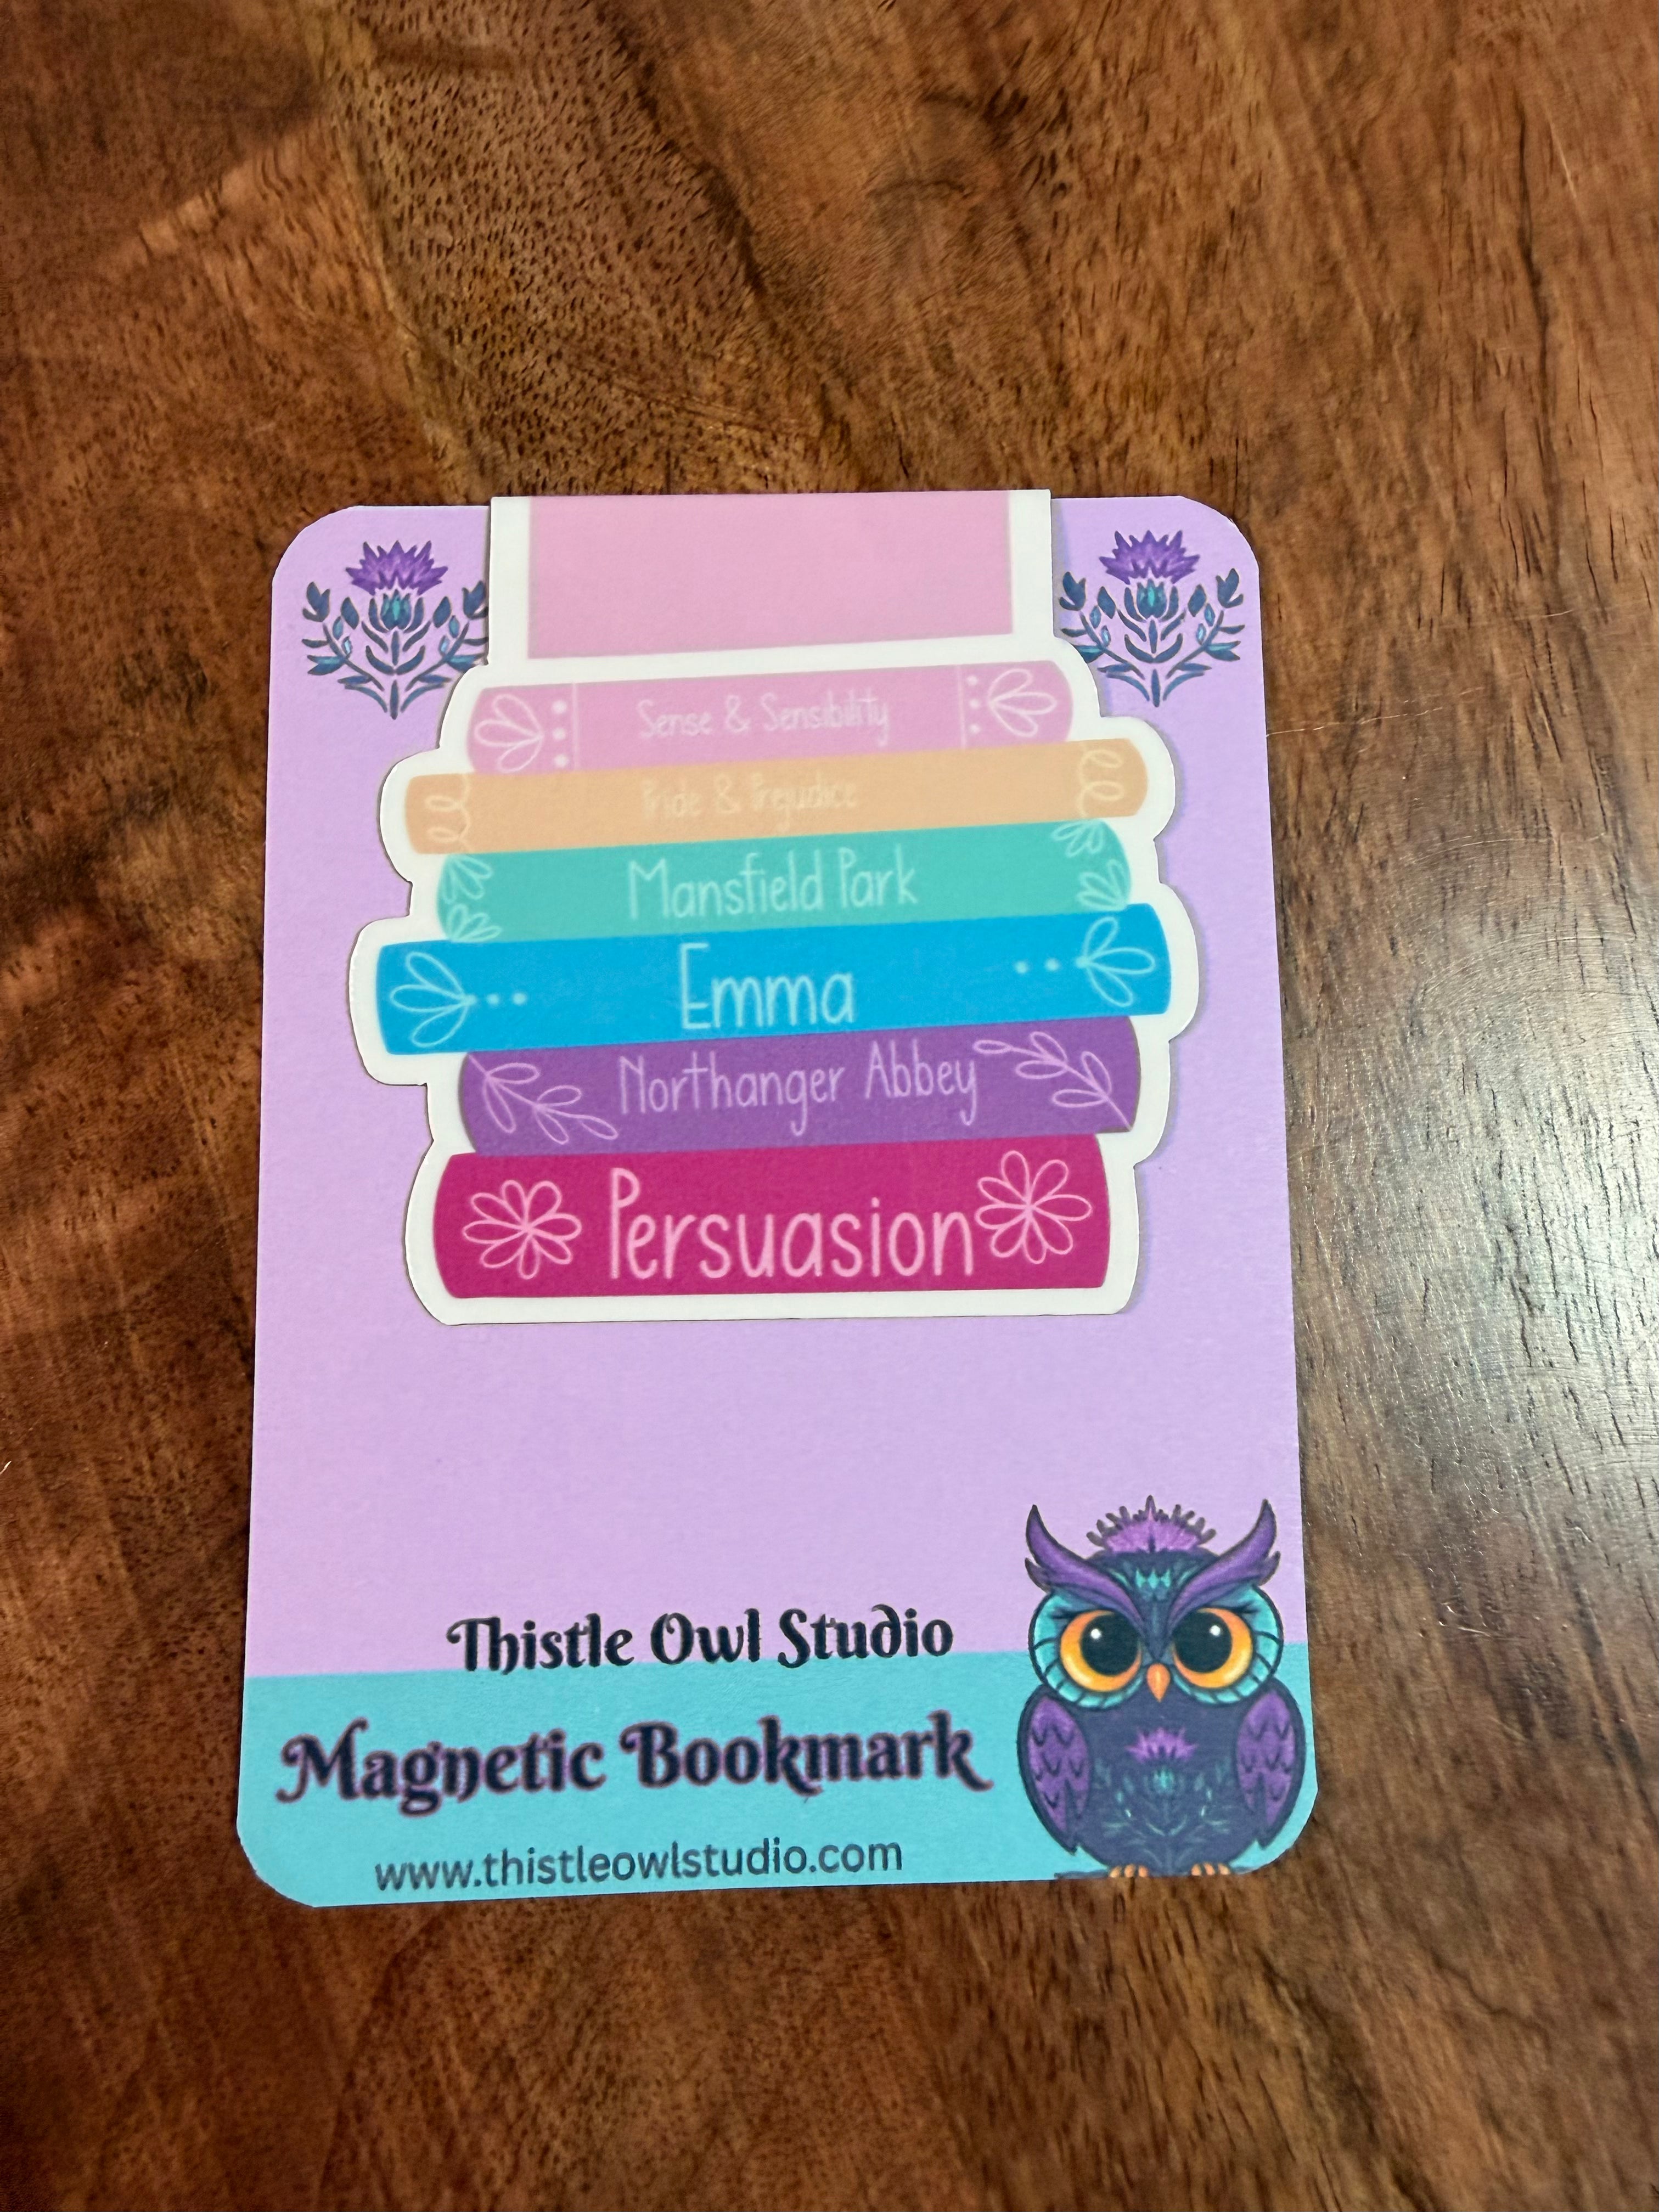 Sense & Sensibility
Pride & Prejudice
Mansfield Park
Emma
Northanger Abbey
Persuasion
Thistle Owl Studio
Magnetic Bookmark
www.thistleowlstudio.com